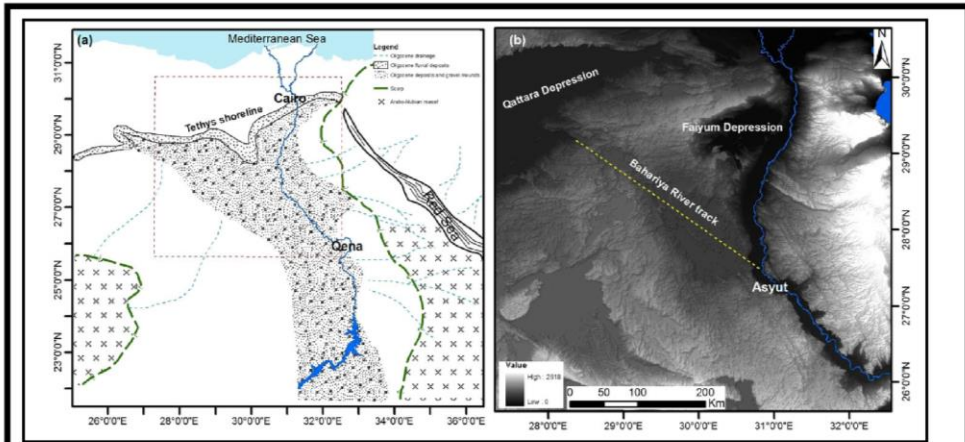 (a)
Mediterranean Sea
Legend
Oligocene drainage
Oligocene fluvial deposits
Oligocene deposits and gravel mounds
Scarp
Arabo-Nubian massif
Cairo
Tethys shoreline
Red Sea
Qena
31°0'0"N
29°0'0"N
27°0'0"N
25°0'0"N
23°0'0"N
26°0'0"E
28°0'0"E
30°0'0"E
32°0'0"E
34°0'0"E
36°0'0"E
(b)
N
Qattara Depression
Faiyum Depression
Bahariya River track
Asyut
Value
High : 2918
Low : 0
0
50
100
200
Km
30°0'0"N
29°0'0"N
28°0'0"N
27°0'0"N
26°0'0"N
28°0'0"E
29°0'0"E
30°0'0"E
31°0'0"E
32°0'0"E